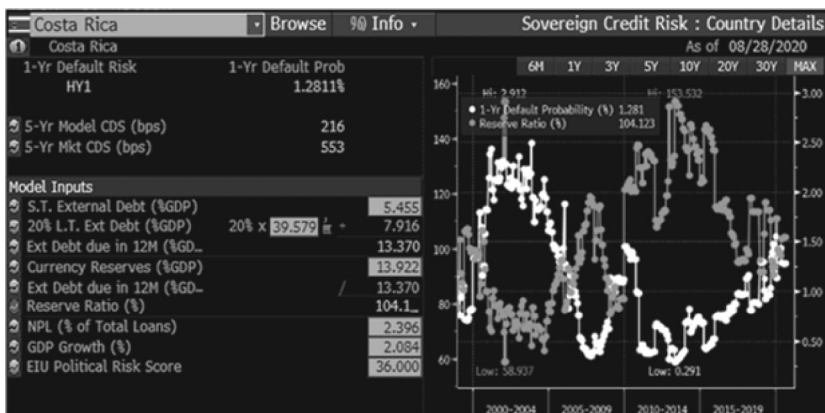 Costa Rica Browse 90 Info Sovereign Credit Risk : Country Details
1 Costa Rica As of 08/28/2020
1-Yr Default Risk 1-Yr Default Prob 6M 1Y 3Y 5Y 10Y 20Y 30Y MAX
HY1 1.2811%
5-Yr Model CDS (bps) 216
5-Yr Mkt CDS (bps) 553
Model Inputs
S.T. External Debt (%GDP) 5.455
20% L.T. Ext Debt (%GDP) 20% x 39.579 + 7.916
Ext Debt due in 12M (%GD… 13.370
Currency Reserves (%GDP) 13.922
Ext Debt due in 12M (%GD… / 13.370
Reserve Ratio (%) 104.1…
NPL (% of Total Loans) 2.396
GDP Growth (%) 2.084
EIU Political Risk Score 36.000
Hi: 2.912 Hi: 153.532
1-Yr Default Probability (%) 1.281
Reserve Ratio (%) 104.123
160 3.00
140 2.50
120 2.00
1.50
100
1.00
80
0.50
60
Low: 58.937 Low: 0.291
2000-2004 2005-2009 2010-2014 2015-2019